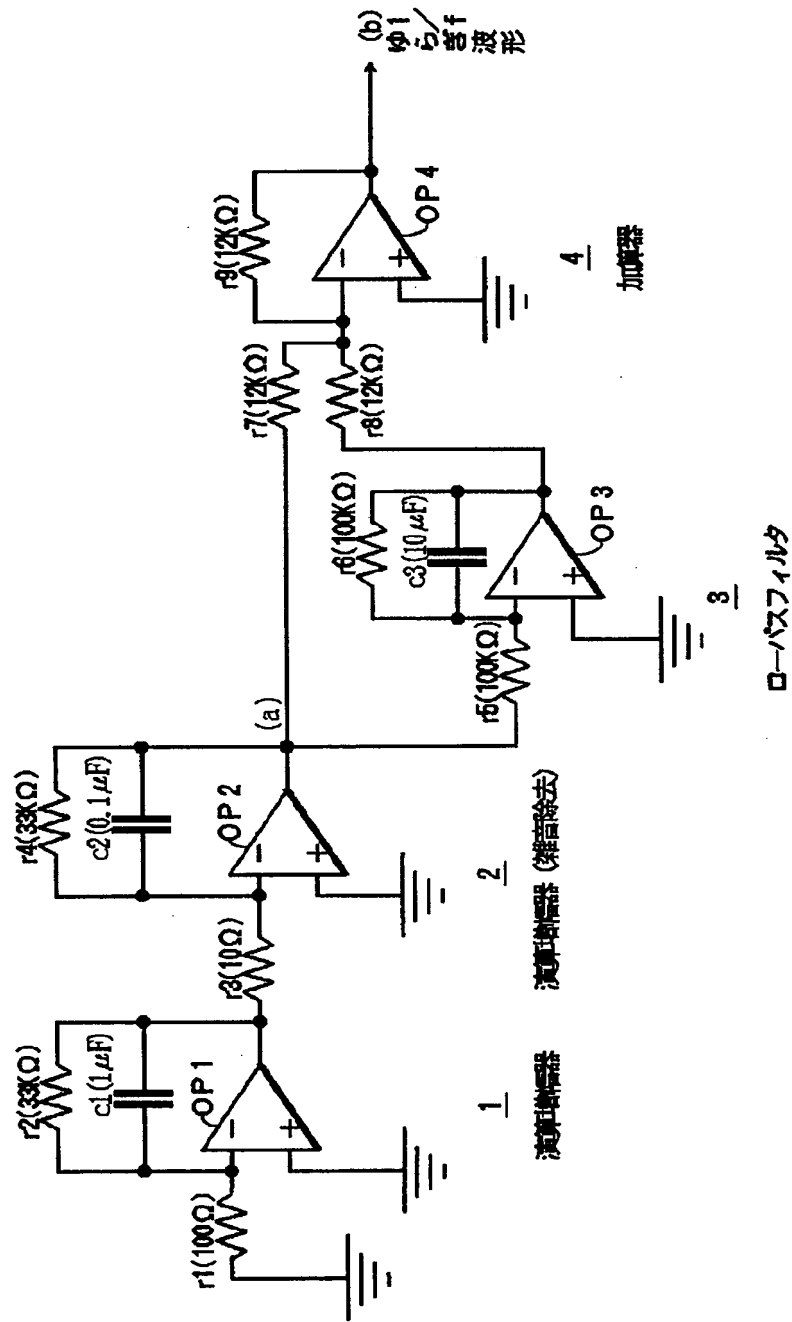 r1(100Ω)
r2(33KΩ)
c1(1μF)
OP1
−
+
1
演算増幅器
r3(10Ω)
r4(33KΩ)
c2(0.1μF)
OP2
−
+
2
演算増幅器(雑音除去)
(a)
r5(100KΩ)
r6(100KΩ)
c3(10μF)
OP3
−
+
3
ローパスフィルタ
r7(12KΩ)
r8(12KΩ)
r9(12KΩ)
OP4
−
+
4
加算器
(b)
1/f
ゆらぎ波形